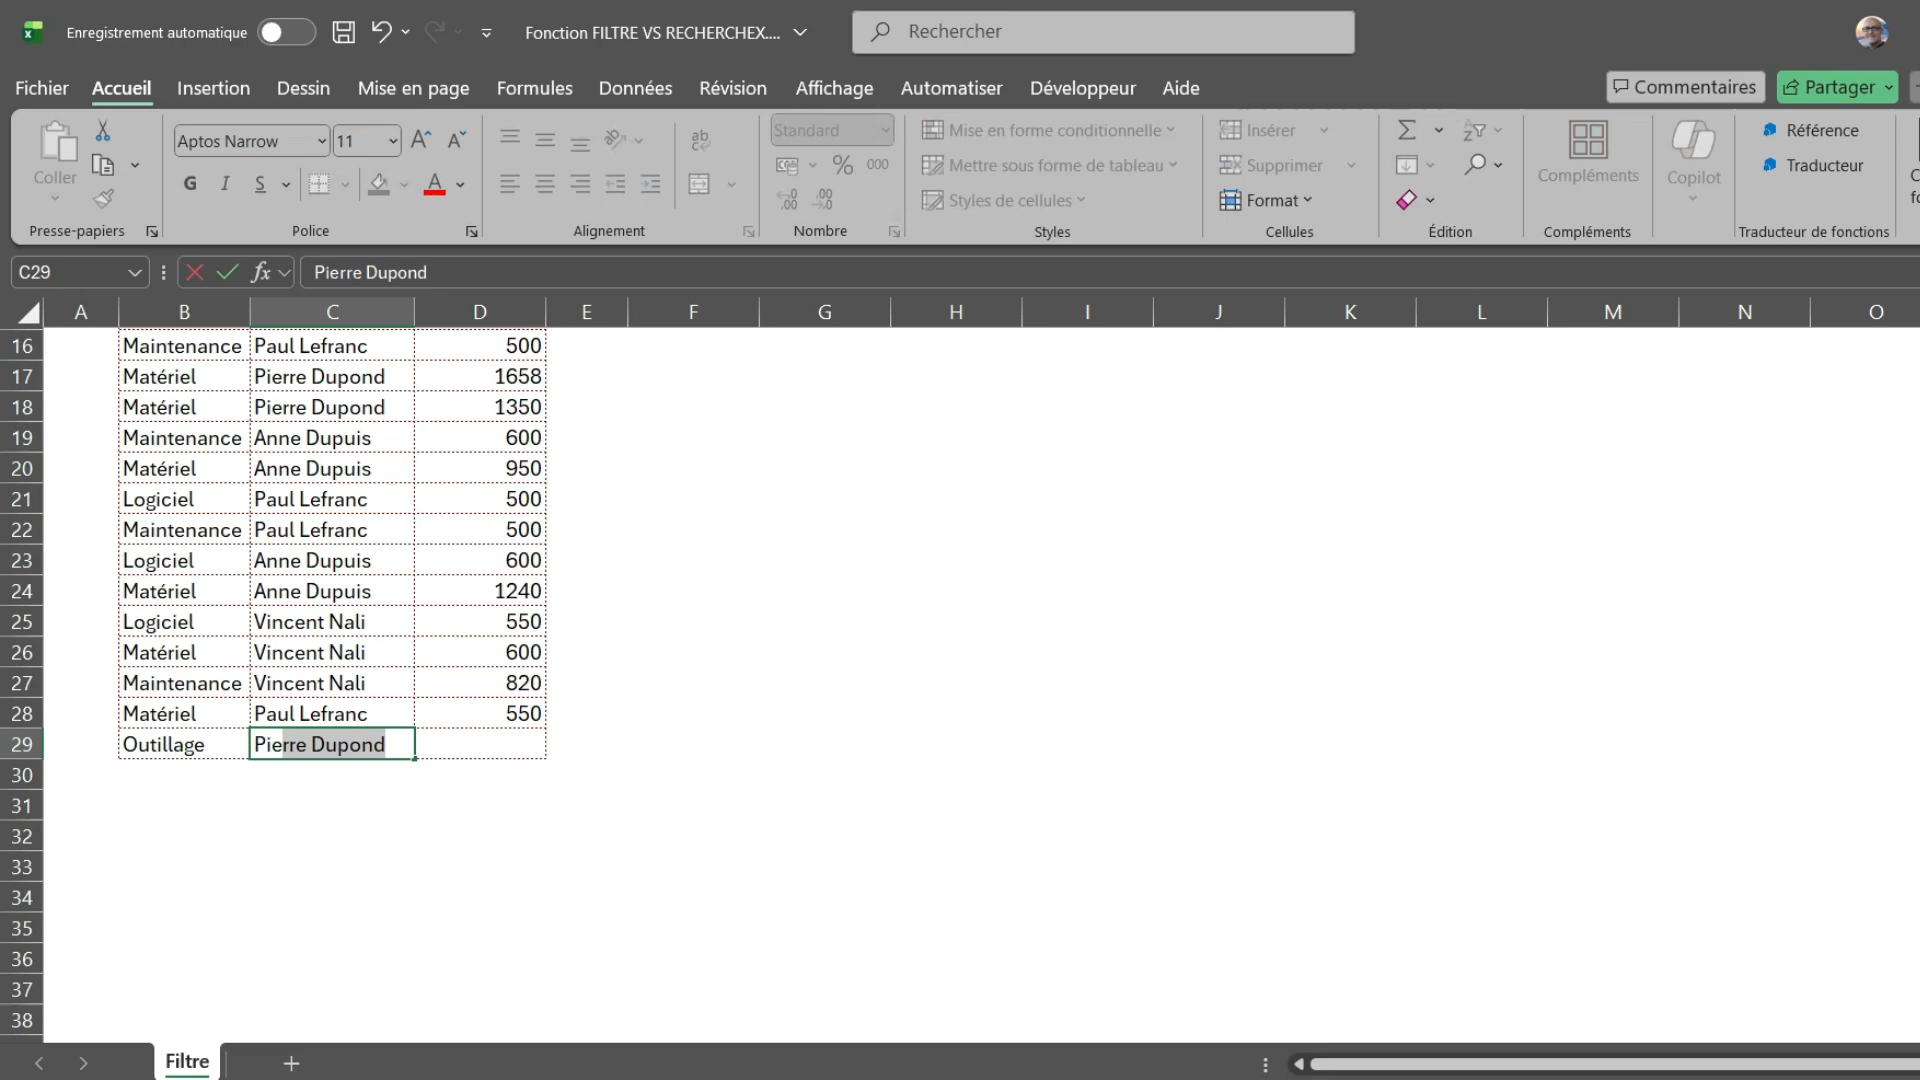 Enregistrement automatique
Fonction FILTRE VS RECHERCHEX....
Rechercher
Fichier Accueil Insertion Dessin Mise en page Formules Données Révision Affichage Automatiser Développeur Aide Commentaires Partager
Coller
Presse-papiers
Aptos Narrow 11
G I S A
Police
ab
Alignement
Standard
% 000
Nombre
Mise en forme conditionnelle
Mettre sous forme de tableau
Styles de cellules
Styles
Insérer
Supprimer
Format
Cellules
Édition
Compléments
Compléments
Copilot
Référence
Traducteur
Traducteur de fonctions
C29 fx Pierre Dupond
A B C D E F G H I J K L M N O
16 Maintenance Paul Lefranc 500
17 Matériel Pierre Dupond 1658
18 Matériel Pierre Dupond 1350
19 Maintenance Anne Dupuis 600
20 Matériel Anne Dupuis 950
21 Logiciel Paul Lefranc 500
22 Maintenance Paul Lefranc 500
23 Logiciel Anne Dupuis 600
24 Matériel Anne Dupuis 1240
25 Logiciel Vincent Nali 550
26 Matériel Vincent Nali 600
27 Maintenance Vincent Nali 820
28 Matériel Paul Lefranc 550
29 Outillage Pierre Dupond
30
31
32
33
34
35
36
37
38
Filtre